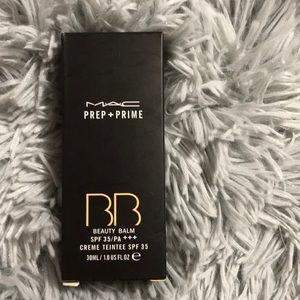 MAC
PREP + PRIME
BB
BEAUTY BALM
SPF 35/PA +++
CREME TEINTEE SPF 35
30ML/1.0 US FL OZ ℮